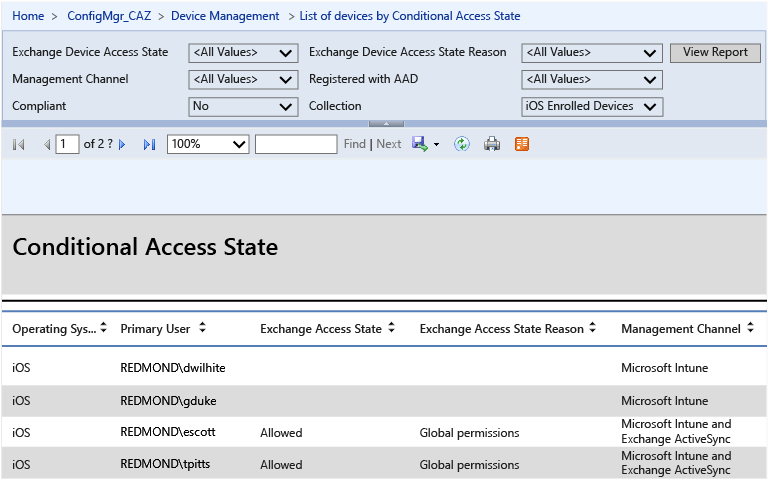 Home > ConfigMgr_CAZ > Device Management > List of devices by Conditional Access State
Exchange Device Access State <All Values> Exchange Device Access State Reason <All Values> View Report
Management Channel <All Values> Registered with AAD <All Values>
Compliant No Collection iOS Enrolled Devices
1 of 2 ? 100% Find | Next
Conditional Access State
Operating Sys... Primary User Exchange Access State Exchange Access State Reason Management Channel
iOS REDMOND\dwilhite Microsoft Intune
iOS REDMOND\gduke Microsoft Intune
iOS REDMOND\escott Allowed Global permissions Microsoft Intune and
Exchange ActiveSync
iOS REDMOND\tpitts Allowed Global permissions Microsoft Intune and
Exchange ActiveSync